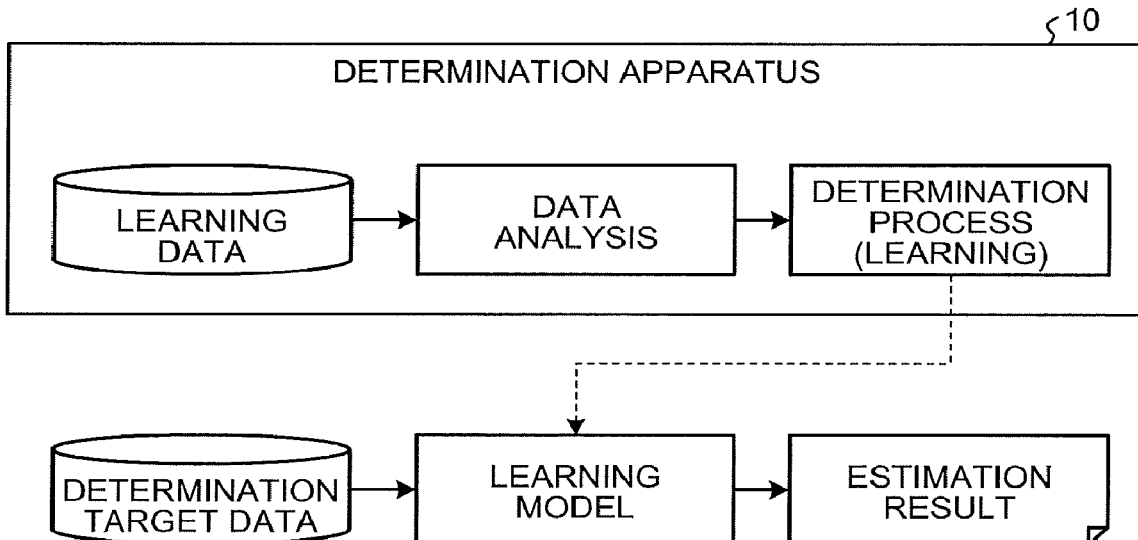 10
DETERMINATION APPARATUS
LEARNING
DATA
DATA
ANALYSIS
DETERMINATION
PROCESS
(LEARNING)
DETERMINATION
TARGET DATA
LEARNING
MODEL
ESTIMATION
RESULT